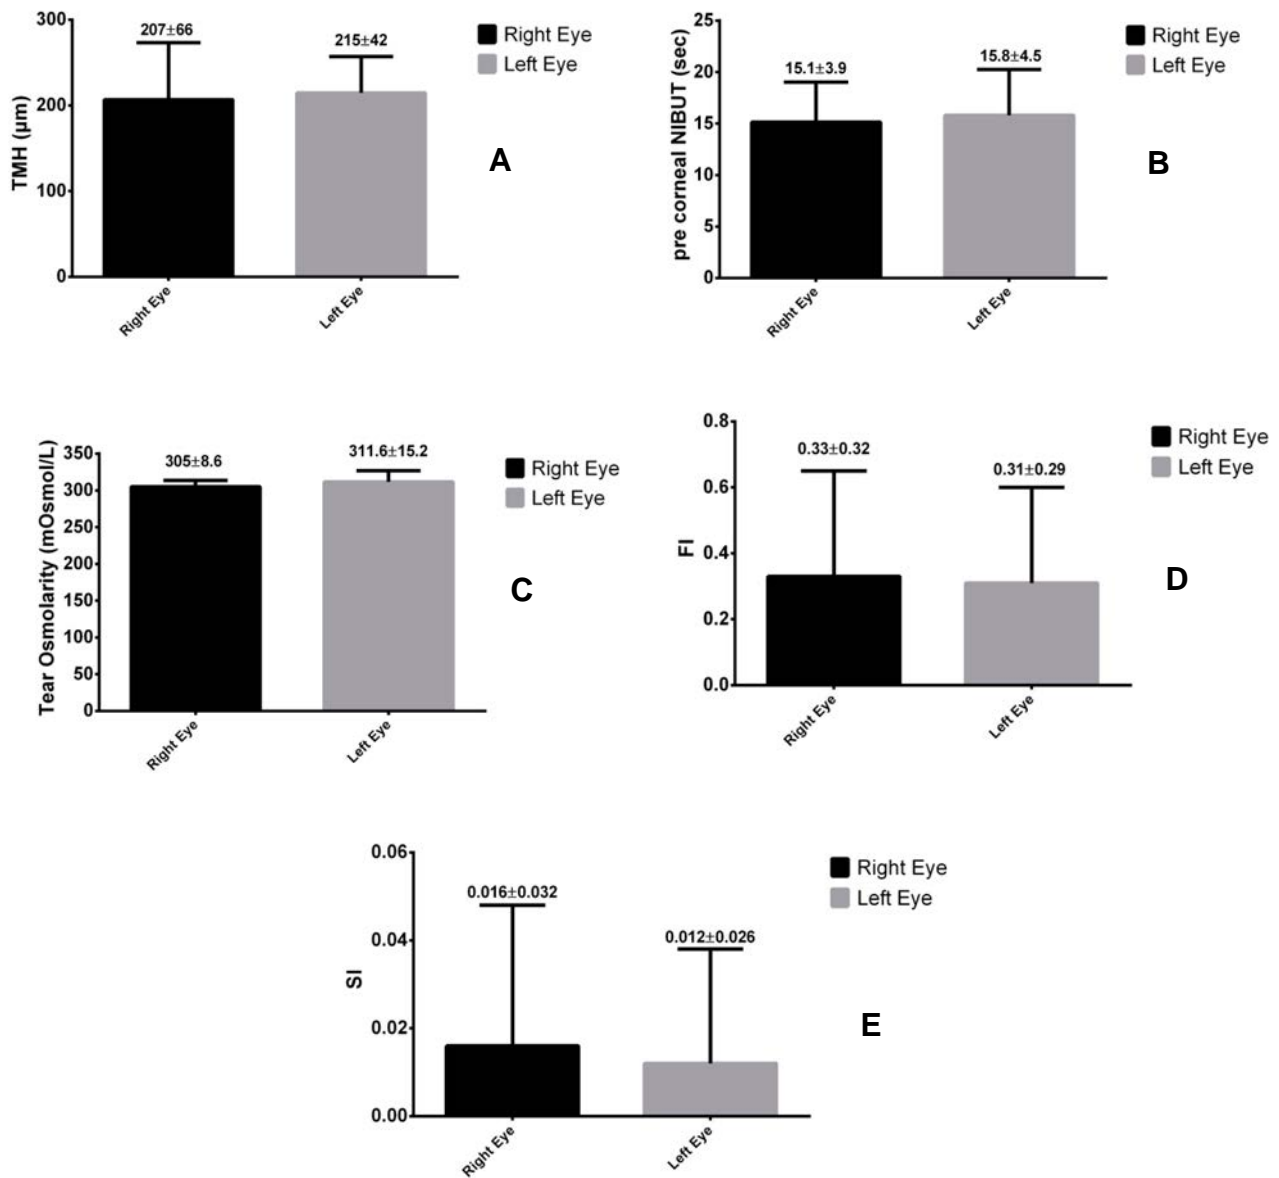 300
200
100
0
TMH (µm)
207±66
215±42
Right Eye
Left Eye
Right Eye
Left Eye
A
25
20
15
10
5
0
pre corneal NIBUT (sec)
15.1±3.9
15.8±4.5
Right Eye
Left Eye
Right Eye
Left Eye
B
350
300
250
200
150
100
50
0
Tear Osmolarity (mOsmol/L)
305±8.6
311.6±15.2
Right Eye
Left Eye
Right Eye
Left Eye
C
0.8
0.6
0.4
0.2
0.0
FI
0.33±0.32
0.31±0.29
Right Eye
Left Eye
Right Eye
Left Eye
D
0.06
0.04
0.02
0.00
SI
0.016±0.032
0.012±0.026
Right Eye
Left Eye
Right Eye
Left Eye
E